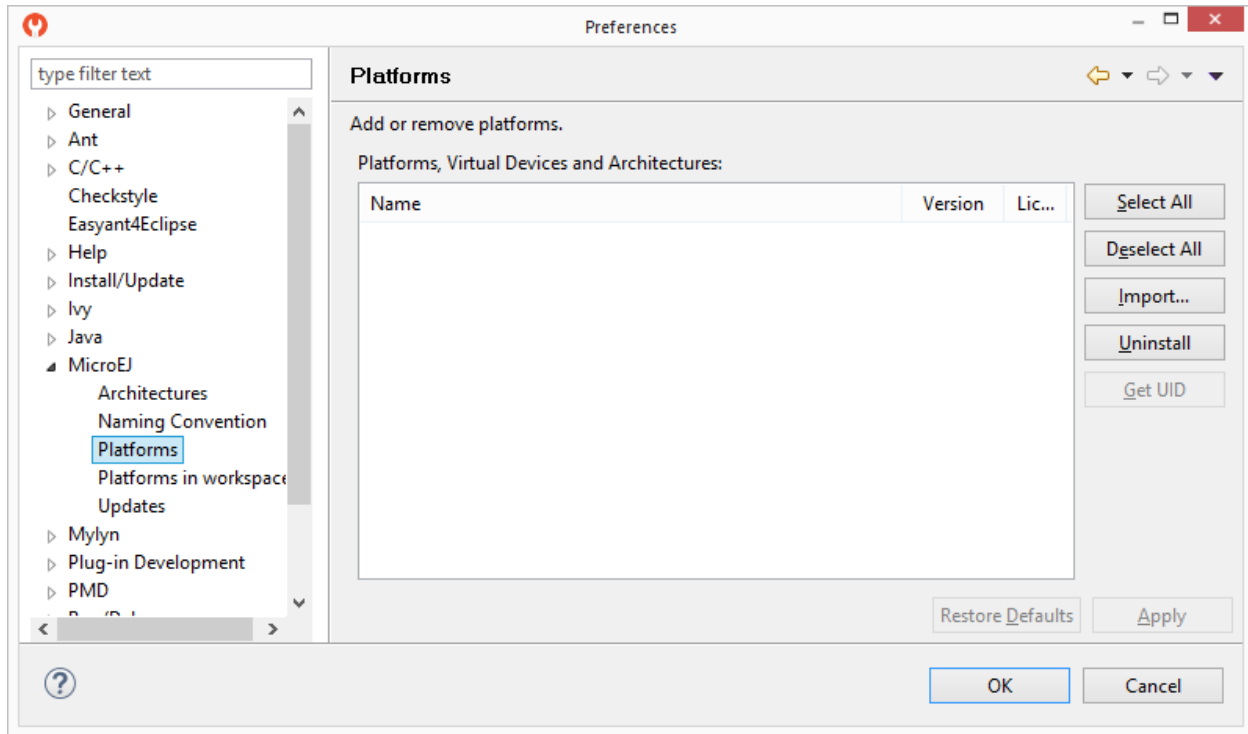 Preferences
type filter text
General
Ant
C/C++
Checkstyle
Easyant4Eclipse
Help
Install/Update
Ivy
Java
MicroEJ
Architectures
Naming Convention
Platforms
Platforms in workspace
Updates
Mylyn
Plug-in Development
PMD
Platforms
Add or remove platforms.
Platforms, Virtual Devices and Architectures:
Name Version Lic...
Select All
Deselect All
Import...
Uninstall
Get UID
Restore Defaults Apply
? OK Cancel